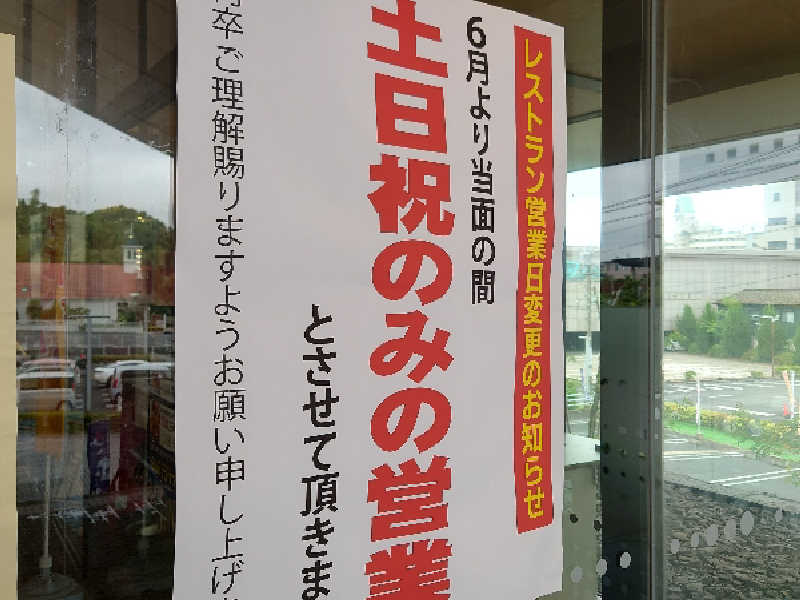 レストラン営業日変更のお知らせ
6月より当面の間
土日祝のみの営業
とさせて頂きま
卒ご理解賜りますようお願い申し上げ